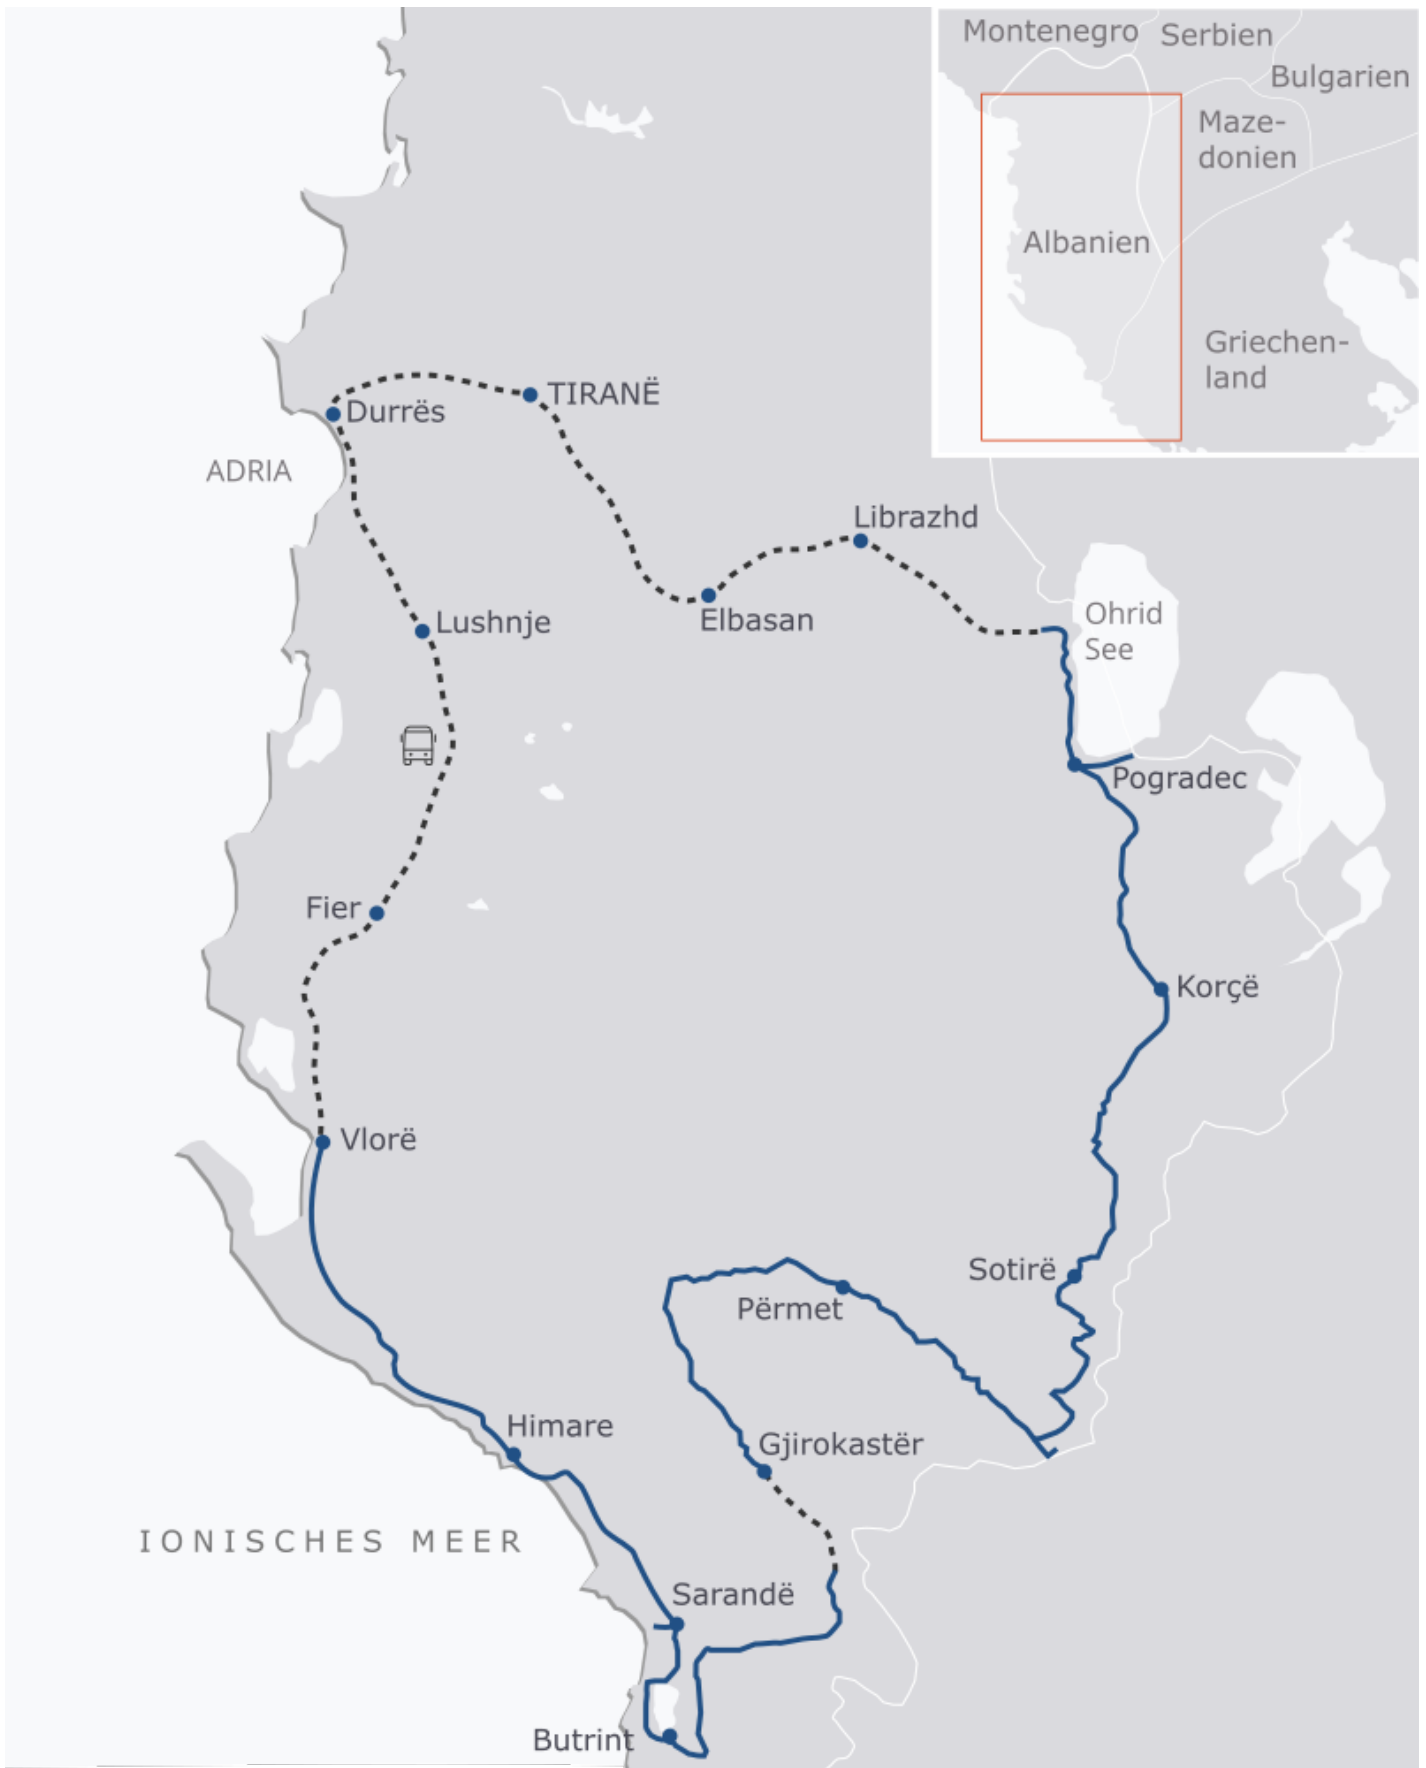 Montenegro
Serbien
Bulgarien
Maze-
donien
Albanien
Griechen-
land
TIRANË
Durrës
ADRIA
Librazhd
Ohrid
See
Elbasan
Lushnje
Pogradec
Fier
Korçë
Vlorë
Sotirë
Përmet
Himare
Gjirokastër
IONISCHES MEER
Sarandë
Butrint